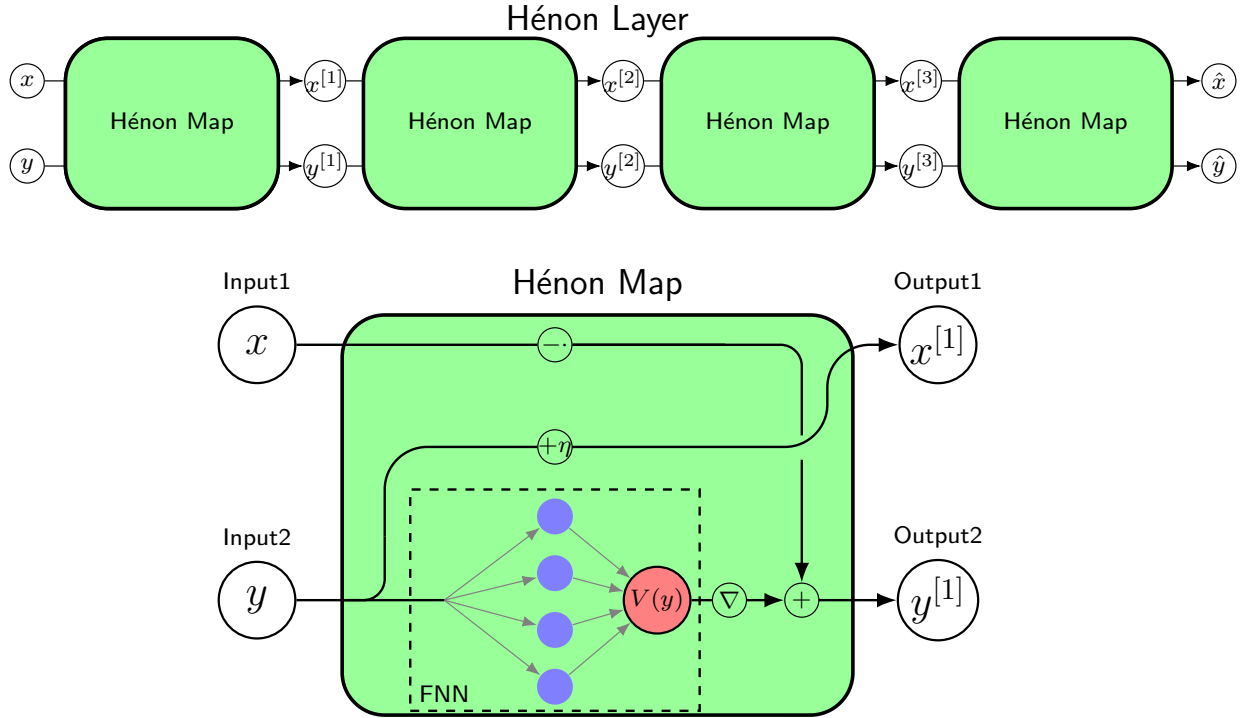 Hénon Layer
x x^[1] x^[2] x^[3] x̂
Hénon Map Hénon Map Hénon Map Hénon Map
y y^[1] y^[2] y^[3] ŷ
Hénon Map
Input1 Output1
x −· x^[1]
+η
Input2 Output2
y V(y) ∇ + y^[1]
FNN